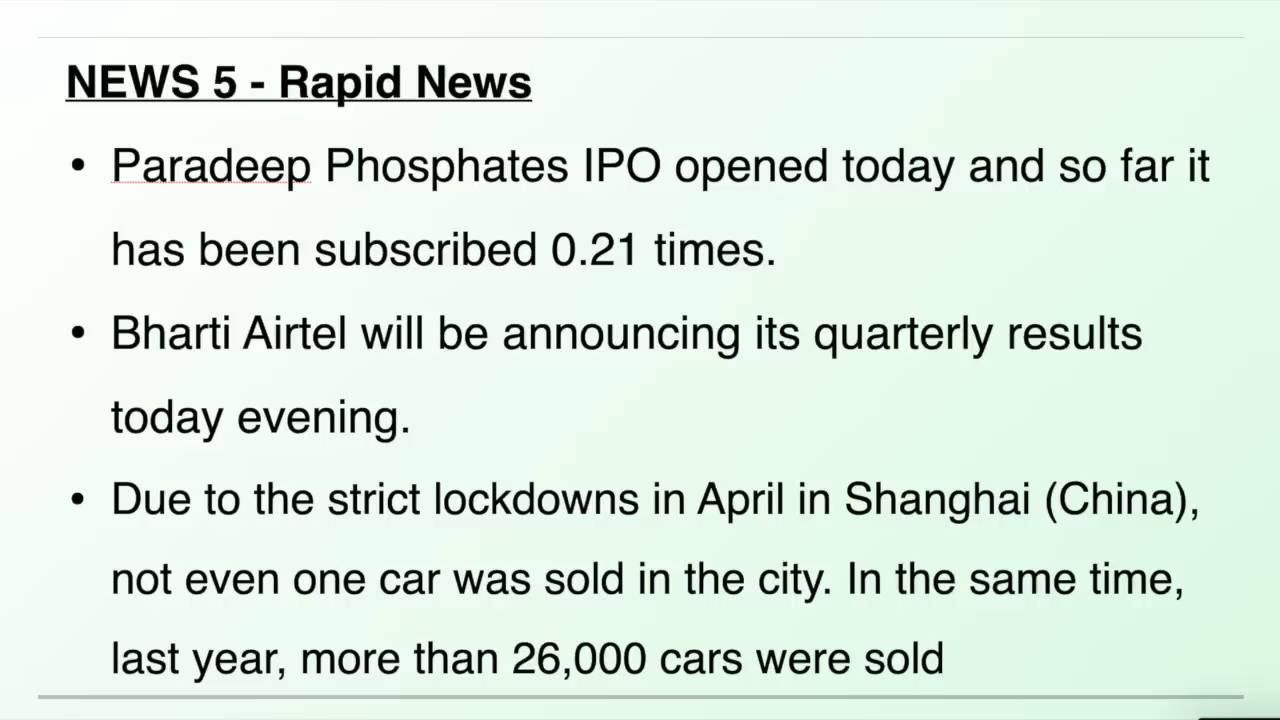 NEWS 5 - Rapid News
• Paradeep Phosphates IPO opened today and so far it
has been subscribed 0.21 times.
• Bharti Airtel will be announcing its quarterly results
today evening.
• Due to the strict lockdowns in April in Shanghai (China),
not even one car was sold in the city. In the same time,
last year, more than 26,000 cars were sold